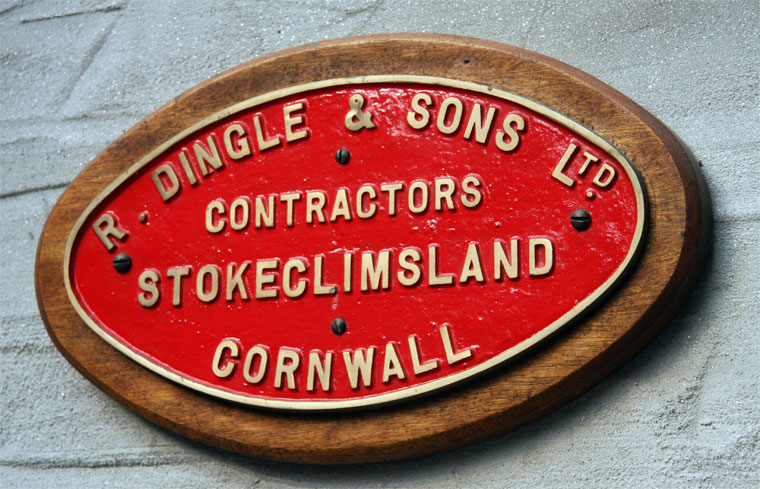 R. DINGLE & SONS LTD.
CONTRACTORS
STOKECLIMSLAND
CORNWALL